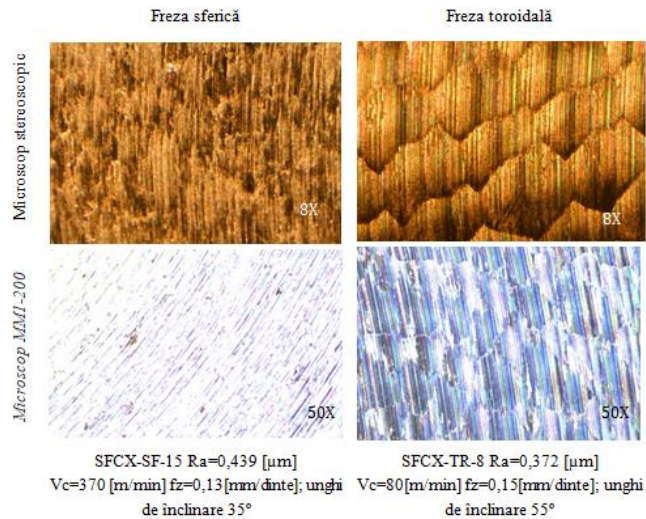 Freza sferică
Freza toroidală
Microscop stereoscopic
8X
8X
Microscop MMI-200
50X
50X
SFCX-SF-15 Ra=0,439 [µm]
Vc=370 [m/min] fz=0,13[mm/dinte]; unghi
de înclinare 35°
SFCX-TR-8 Ra=0,372 [µm]
Vc=80[m/min] fz=0,15[mm/dinte]; unghi
de înclinare 55°